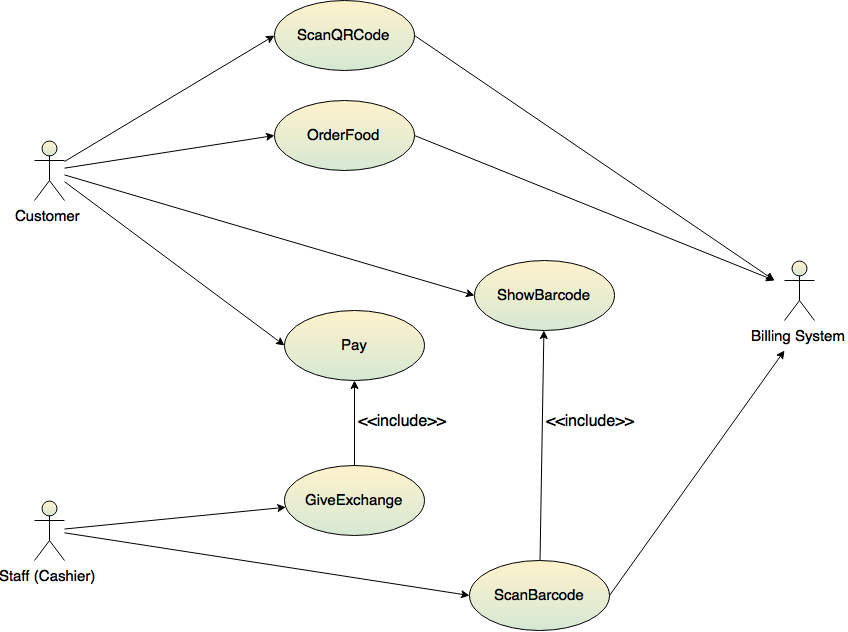 ScanQRCode
OrderFood
Customer
ShowBarcode
Billing System
Pay
<<include>>
<<include>>
GiveExchange
Staff (Cashier)
ScanBarcode